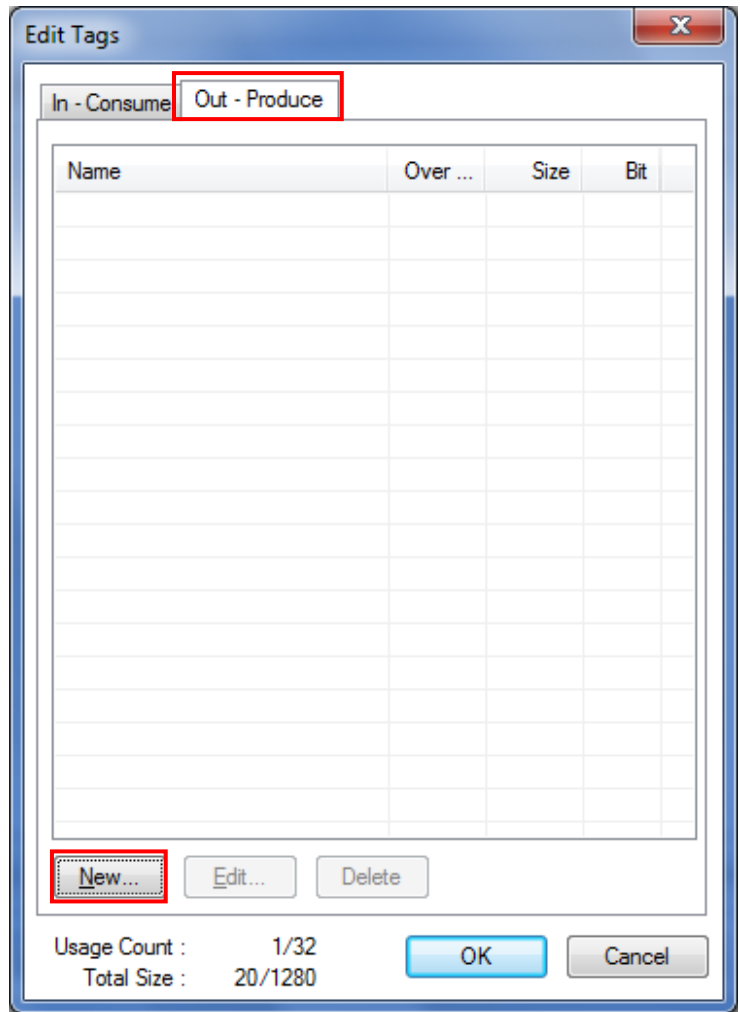 Edit Tags
In - Consume Out - Produce
Name Over ... Size Bit
New... Edit... Delete
Usage Count : 1/32
Total Size : 20/1280
OK Cancel